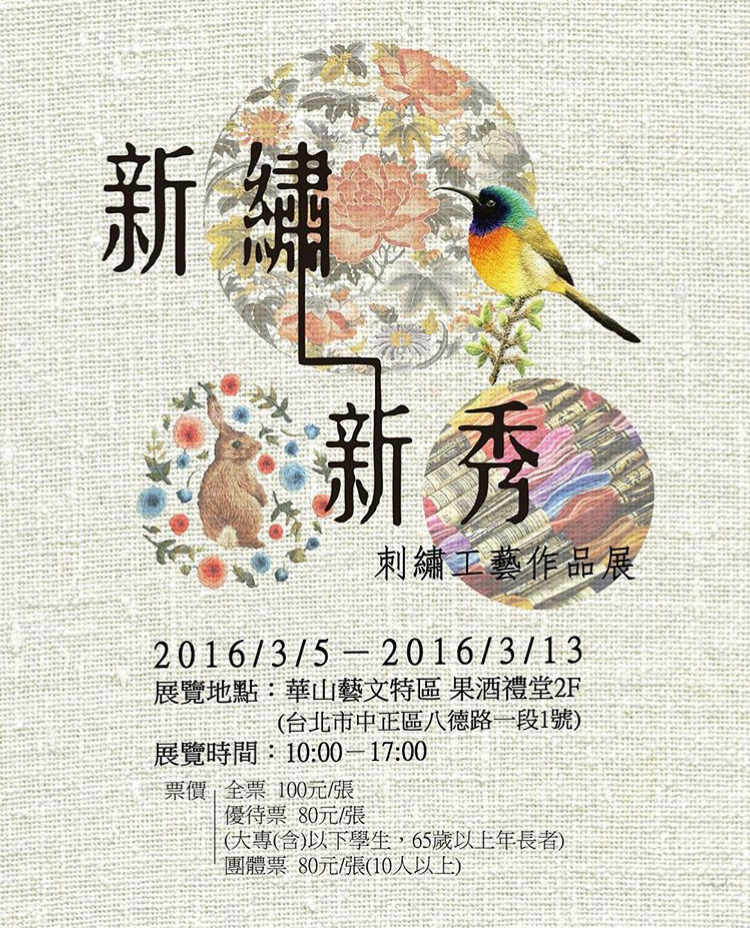 新繡
新秀
刺繡工藝作品展
2016/3/5－2016/3/13
展覽地點：華山藝文特區 果酒禮堂2F
(台北市中正區八德路一段1號)
展覽時間：10:00－17:00
票價 全票 100元/張
優待票 80元/張
(大專(含)以下學生，65歲以上年長者)
團體票 80元/張(10人以上)